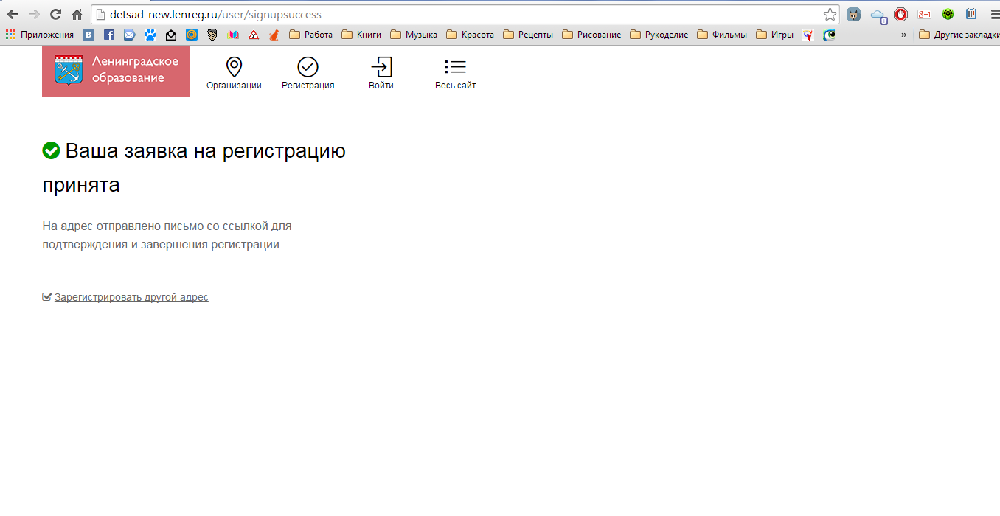 detsad-new.lenreg.ru/user/signupsuccess
Приложения Работа Книги Музыка Красота Рецепты Рисование Рукоделие Фильмы Игры » Другие закладки
Ленинградское
образование
Организации Регистрация Войти Весь сайт
Ваша заявка на регистрацию
принята
На адрес отправлено письмо со ссылкой для
подтверждения и завершения регистрации.
Зарегистрировать другой адрес